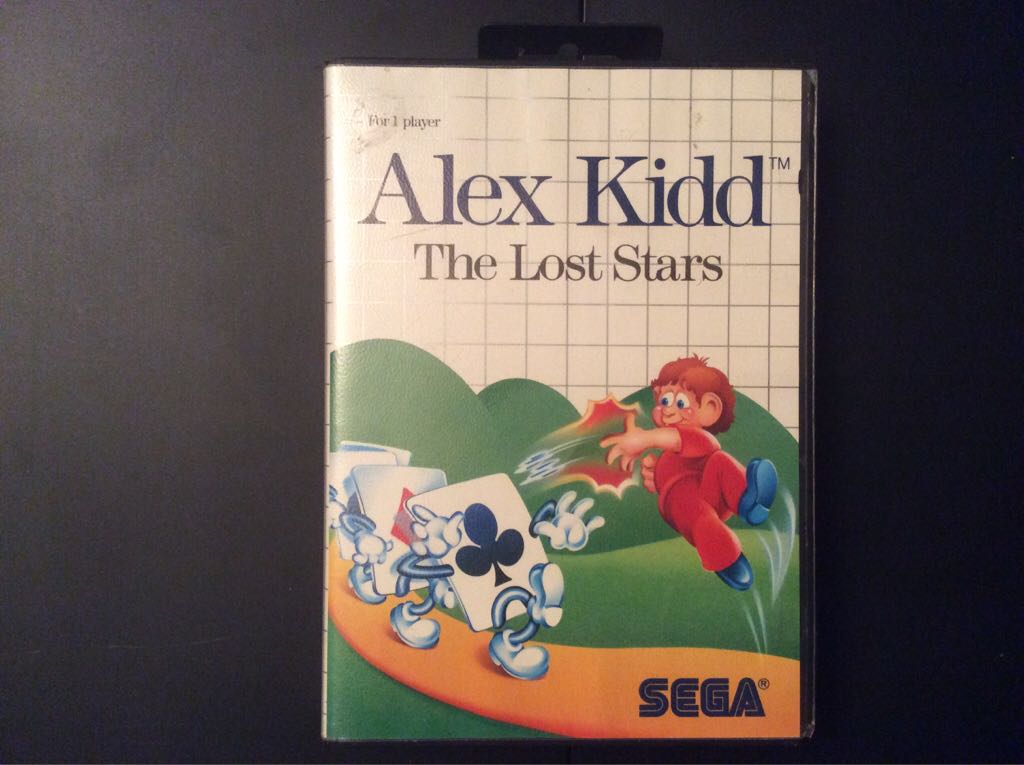 For 1 player
Alex Kidd™
The Lost Stars
SEGA®